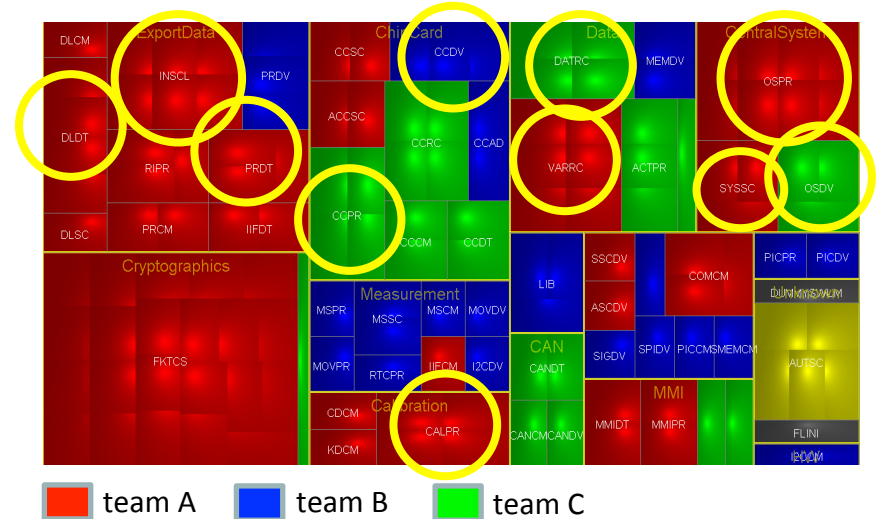 ExportData
DLCM
INSCL
PRDV
DLDT
RIPR
PRDT
DLSC
PRCM
IIFDT
Cryptographics
FKTCS
ChipCard
CCSC
CCDV
ACCSC
CCRC
CCAD
CCPR
CCCM
CCDT
Measurement
MSPR
MSSC
MSCM
MOVDV
MOVPR
RTCPR
I2CDV
Calibration
CDCM
KDCM
CALPR
Data
DATRC
MEMDV
VARRC
ACTPR
CentralSystem
OSPR
SYSSC
OSDV
LIB
CAN
CANDT
CANCM
CANDV
SSCDV
ASCDV
COMCM
SIGDV
SPIDV
PICCM
SMEMCM
MMI
MMIDT
MMIPR
PICPR
PICDV
AUTSC
FLINI
team A
team B
team C